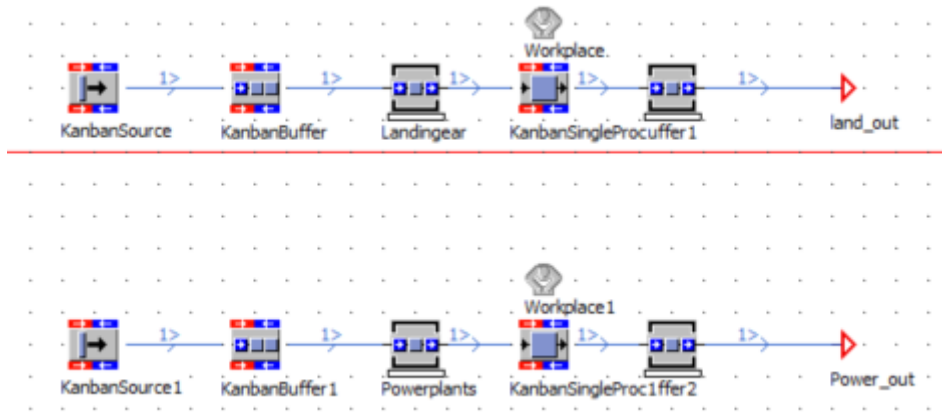 Workplace.
1> 1> 1> 1> 1>
KanbanSource KanbanBuffer Landingear KanbanSingleProcuffer1 land_out
Workplace1
1> 1> 1> 1> 1>
KanbanSource1 KanbanBuffer1 Powerplants KanbanSingleProc1ffer2 Power_out